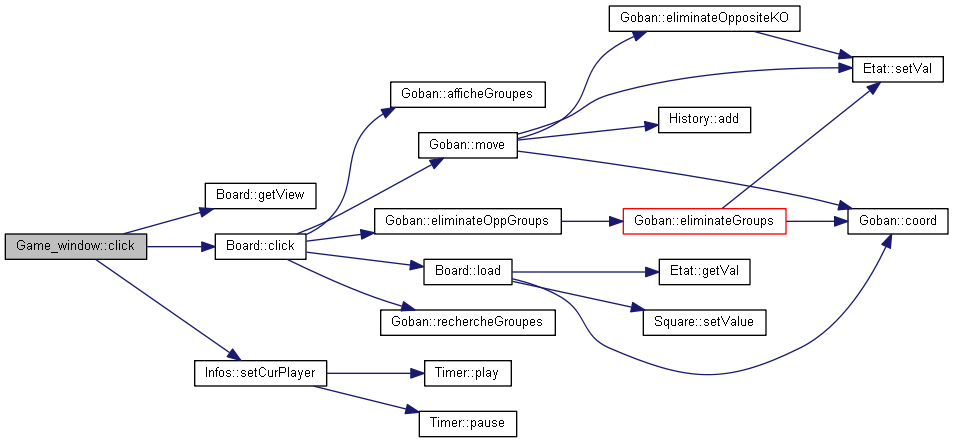 Goban::eliminateOppositeKO
Etat::setVal
Goban::afficheGroupes
History::add
Goban::move
Board::getView
Goban::eliminateOppGroups
Goban::eliminateGroups
Goban::coord
Game_window::click
Board::click
Board::load
Etat::getVal
Goban::rechercheGroupes
Square::setValue
Infos::setCurPlayer
Timer::play
Timer::pause